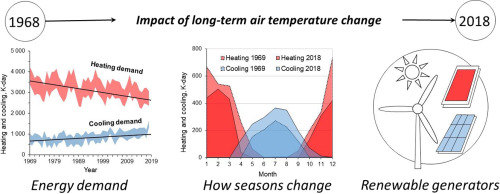 1968
Impact of long-term air temperature change
2018
Heating and cooling, K-day
5 000
4 000
3 000
2 000
1 000
0
Heating demand
Cooling demand
1969
1979
1989
1999
2009
2019
Year
Energy demand
Heating and cooling, K-day
800
600
400
200
0
Heating 1969
Heating 2018
Cooling 1969
Cooling 2018
1 2 3 4 5 6 7 8 9 10 11 12
Month
How seasons change
Renewable generators